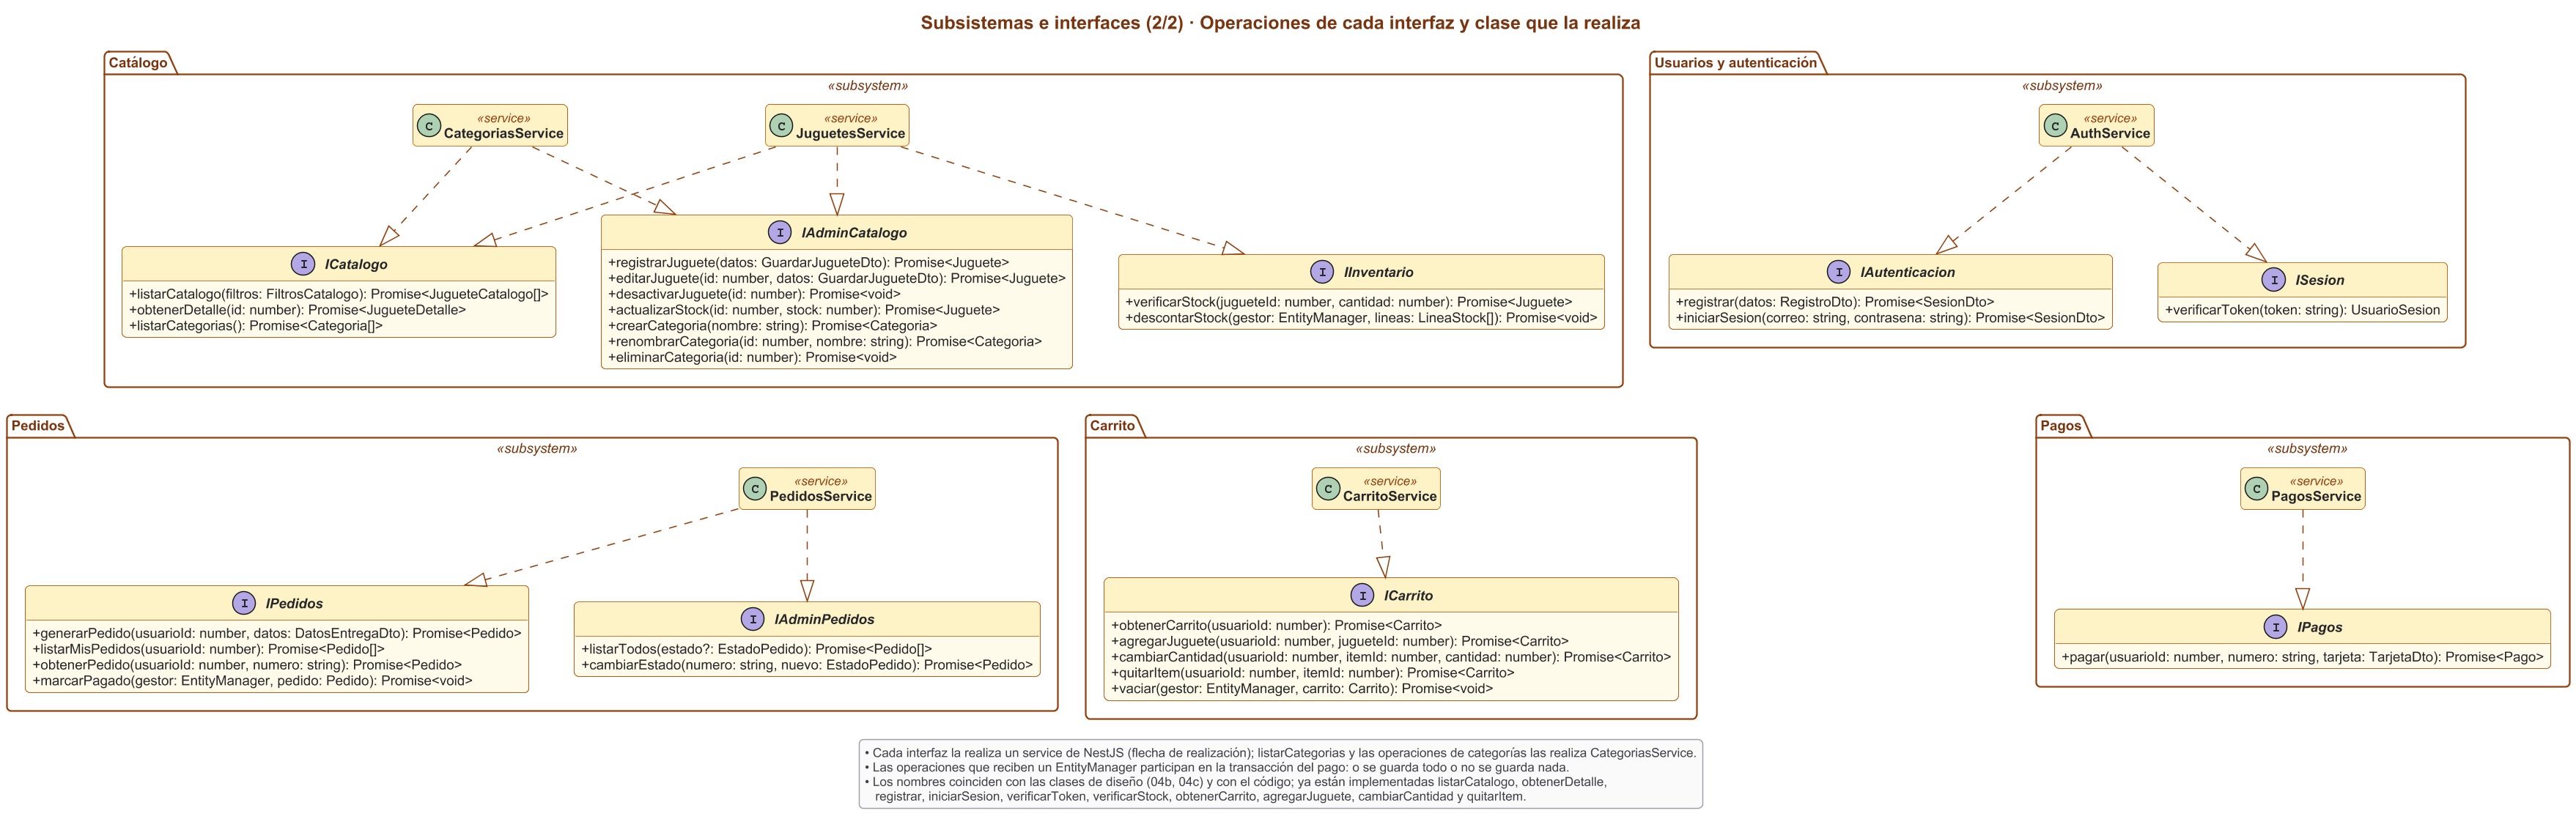 Subsistemas e interfaces (2/2) · Operaciones de cada interfaz y clase que la realiza
Catálogo
«subsystem»
«service»
CategoriasService
«service»
JuguetesService
ICatalogo
+listarCatalogo(filtros: FiltrosCatalogo): Promise<JugueteCatalogo[]>
+obtenerDetalle(id: number): Promise<JugueteDetalle>
+listarCategorias(): Promise<Categoria[]>
IAdminCatalogo
+registrarJuguete(datos: GuardarJugueteDto): Promise<Juguete>
+editarJuguete(id: number, datos: GuardarJugueteDto): Promise<Juguete>
+desactivarJuguete(id: number): Promise<void>
+actualizarStock(id: number, stock: number): Promise<Juguete>
+crearCategoria(nombre: string): Promise<Categoria>
+renombrarCategoria(id: number, nombre: string): Promise<Categoria>
+eliminarCategoria(id: number): Promise<void>
IInventario
+verificarStock(jugueteId: number, cantidad: number): Promise<Juguete>
+descontarStock(gestor: EntityManager, lineas: LineaStock[]): Promise<void>
Usuarios y autenticación
«subsystem»
«service»
AuthService
IAutenticacion
+registrar(datos: RegistroDto): Promise<SesionDto>
+iniciarSesion(correo: string, contrasena: string): Promise<SesionDto>
ISesion
+verificarToken(token: string): UsuarioSesion
Pedidos
«subsystem»
«service»
PedidosService
IPedidos
+generarPedido(usuarioId: number, datos: DatosEntregaDto): Promise<Pedido>
+listarMisPedidos(usuarioId: number): Promise<Pedido[]>
+obtenerPedido(usuarioId: number, numero: string): Promise<Pedido>
+marcarPagado(gestor: EntityManager, pedido: Pedido): Promise<void>
IAdminPedidos
+listarTodos(estado?: EstadoPedido): Promise<Pedido[]>
+cambiarEstado(numero: string, nuevo: EstadoPedido): Promise<Pedido>
Carrito
«subsystem»
«service»
CarritoService
ICarrito
+obtenerCarrito(usuarioId: number): Promise<Carrito>
+agregarJuguete(usuarioId: number, jugueteId: number): Promise<Carrito>
+cambiarCantidad(usuarioId: number, itemId: number, cantidad: number): Promise<Carrito>
+quitarItem(usuarioId: number, itemId: number): Promise<Carrito>
+vaciar(gestor: EntityManager, carrito: Carrito): Promise<void>
Pagos
«subsystem»
«service»
PagosService
IPagos
+pagar(usuarioId: number, numero: string, tarjeta: TarjetaDto): Promise<Pago>
• Cada interfaz la realiza un service de NestJS (flecha de realización); listarCategorias y las operaciones de categorías las realiza CategoriasService.
• Las operaciones que reciben un EntityManager participan en la transacción del pago: o se guarda todo o no se guarda nada.
• Los nombres coinciden con las clases de diseño (04b, 04c) y con el código; ya están implementadas listarCatalogo, obtenerDetalle,
registrar, iniciarSesion, verificarToken, verificarStock, obtenerCarrito, agregarJuguete, cambiarCantidad y quitarItem.